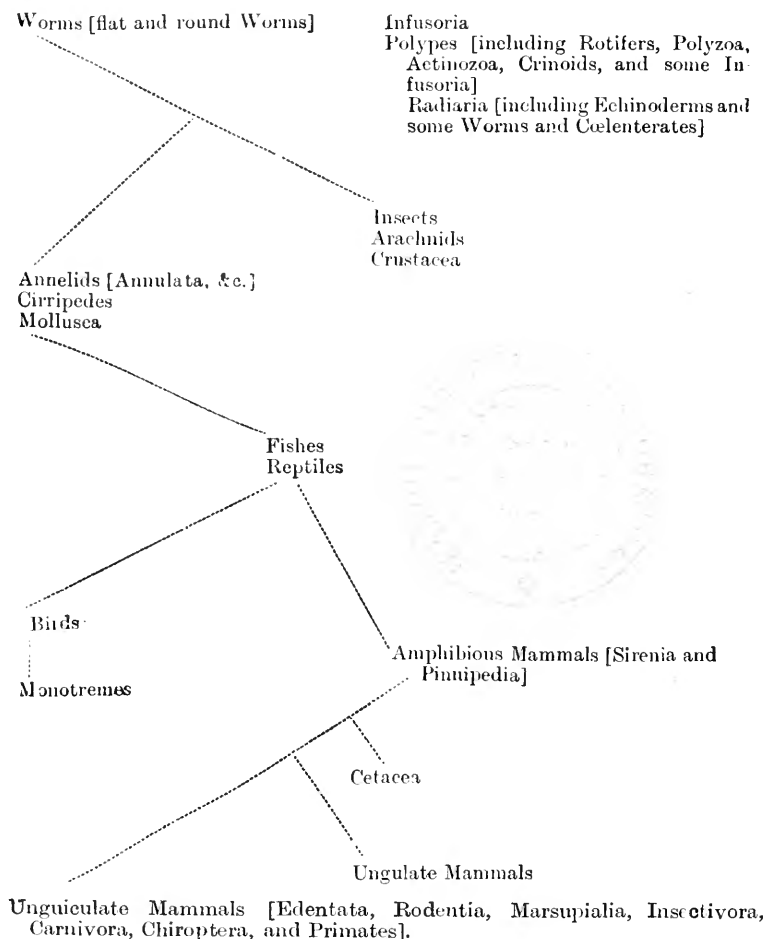 Worms [flat and round Worms]
Infusoria
Polypes [including Rotifers, Polyzoa,
Actinozoa, Crinoids, and some In-
fusoria]
Radiaria [including Echinoderms and
some Worms and Cœlenterates]
Insects
Arachnids
Crustacea
Annelids [Annulata, &c.]
Cirripedes
Mollusca
Fishes
Reptiles
Birds
Monotremes
Amphibious Mammals [Sirenia and
Pinnipedia]
Cetacea
Ungulate Mammals
Unguiculate Mammals [Edentata, Rodentia, Marsupialia, Insectivora,
Carnivora, Chiroptera, and Primates].